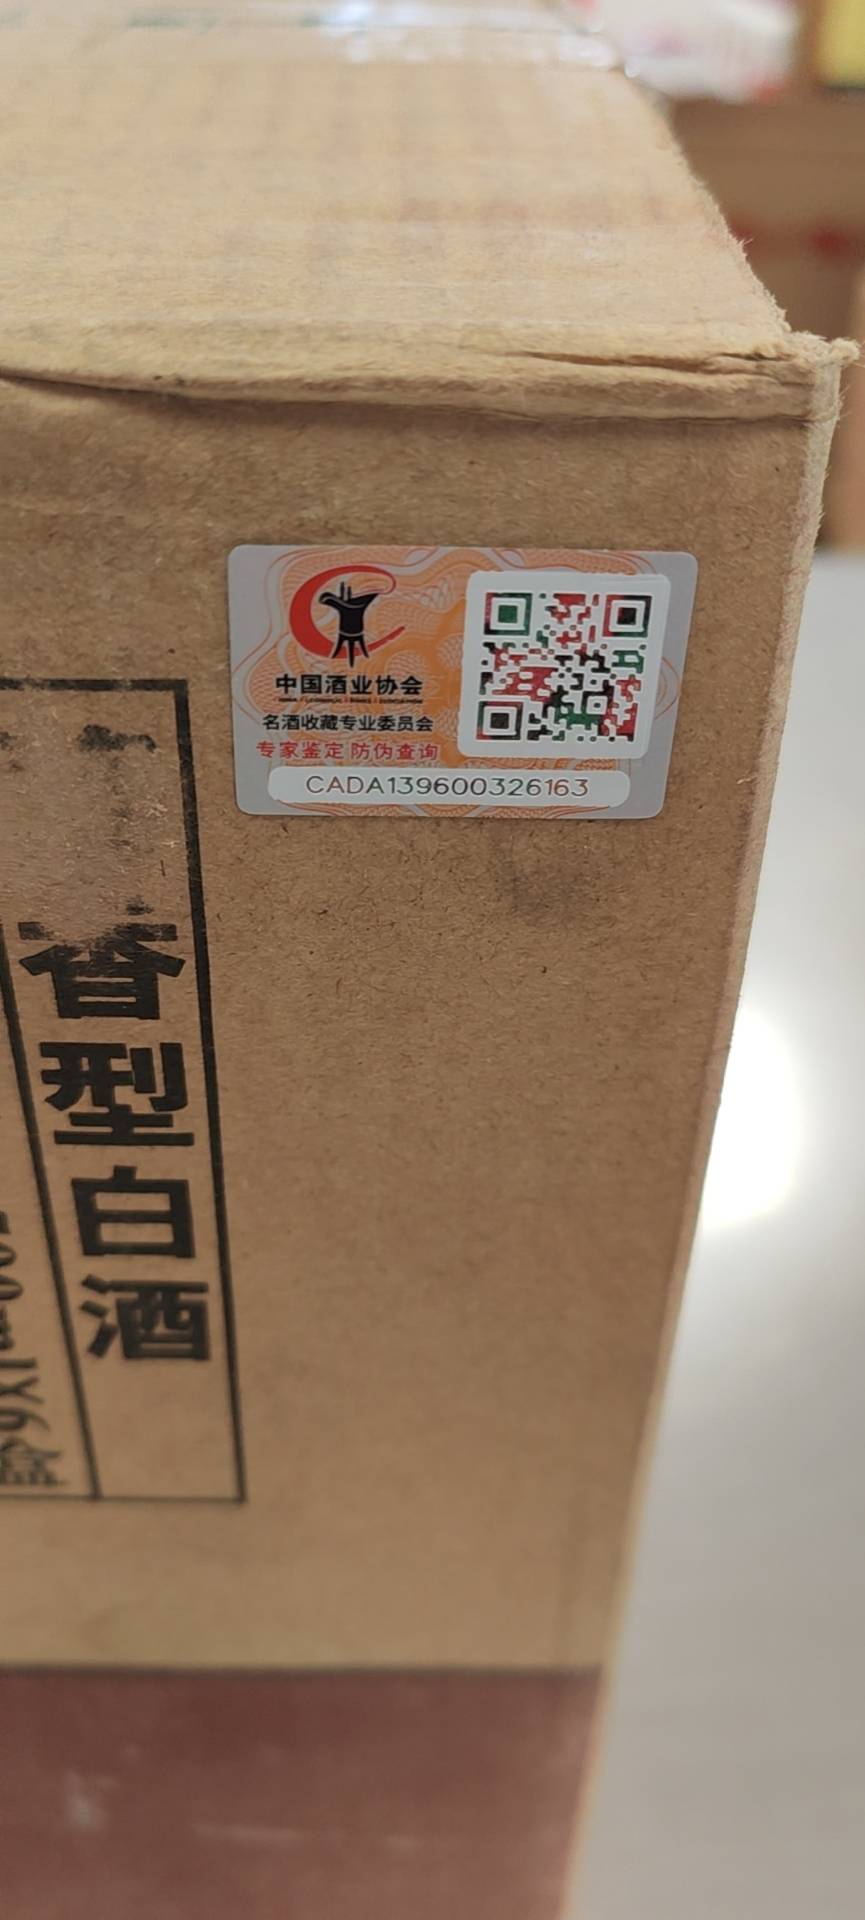 中国酒业协会
名酒收藏专业委员会
专家鉴定 防伪查询
CADA139600326163
香型白酒